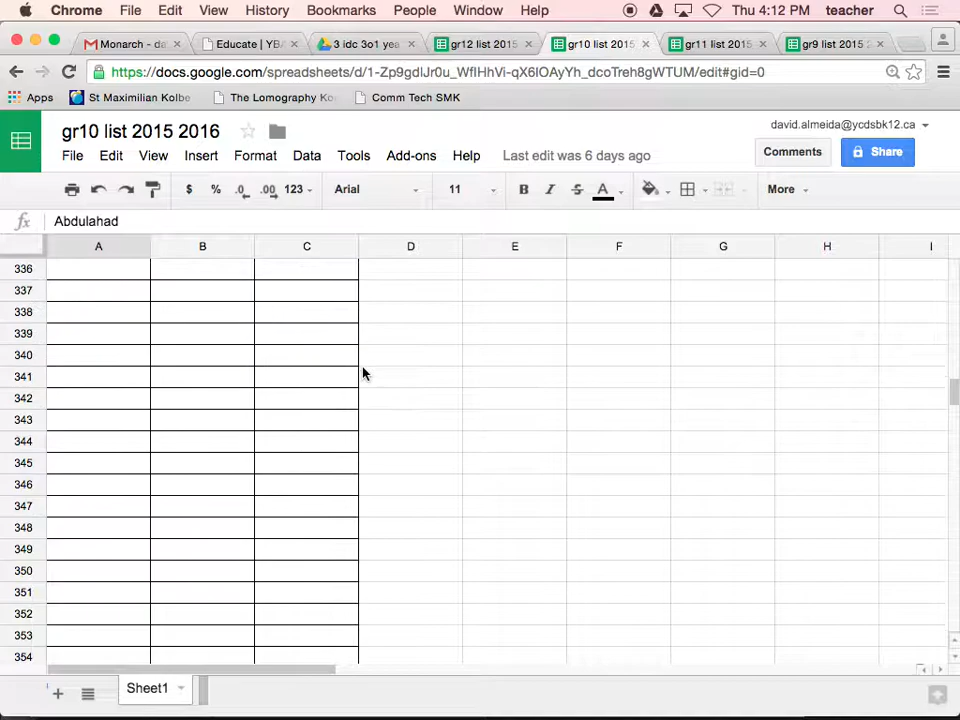 Chrome File Edit View History Bookmarks People Window Help Thu 4:12 PM teacher
Monarch - da × Educate | YB × 3 idc 3o1 yea × gr12 list 2015 × gr10 list 2015 × gr11 list 2015 × gr9 list 2015 2 ×
https://docs.google.com/spreadsheets/d/1-Zp9gdlJr0u_WflHhVi-qX6lOAyYh_dcoTreh8gWTUM/edit#gid=0
Apps St Maximilian Kolbe The Lomography Ko Comm Tech SMK
gr10 list 2015 2016 david.almeida@ycdsbk12.ca
File Edit View Insert Format Data Tools Add-ons Help Last edit was 6 days ago Comments Share
$ % .0 .00 123 Arial 11 B I S A More
fx Abdulahad
A B C D E F G H I
336
337
338
339
340
341
342
343
344
345
346
347
348
349
350
351
352
353
354
+ Sheet1